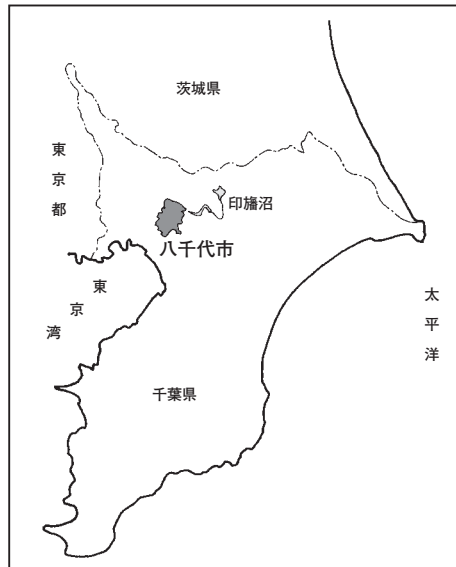 茨城県
東京都
印旛沼
八千代市
東京湾
太平洋
千葉県